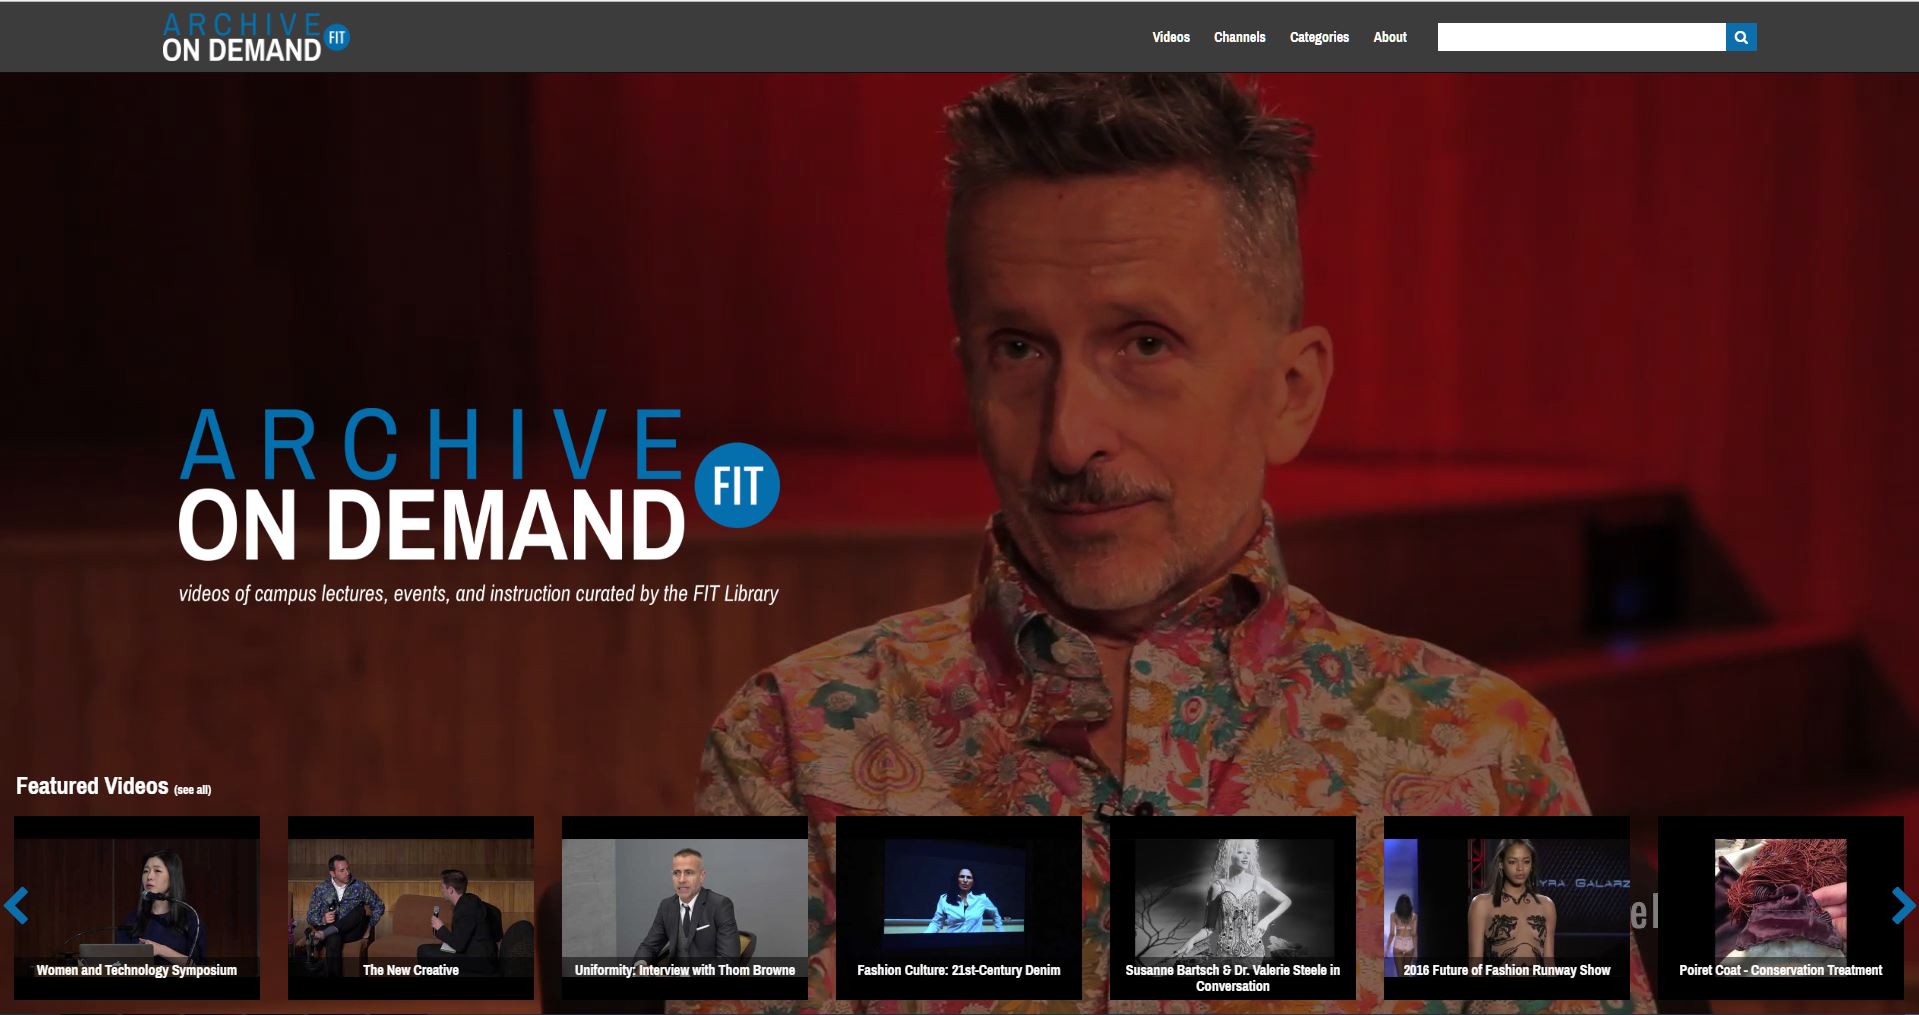 ARCHIVE
ON DEMAND
FIT
Videos
Channels
Categories
About
ARCHIVE
ON DEMAND
FIT
videos of campus lectures, events, and instruction curated by the FIT Library
Featured Videos (see all)
YRA GALARZ
el
Women and Technology Symposium
The New Creative
Uniformity: Interview with Thom Browne
Fashion Culture: 21st-Century Denim
Susanne Bartsch & Dr. Valerie Steele in
Conversation
2016 Future of Fashion Runway Show
Poiret Coat - Conservation Treatment